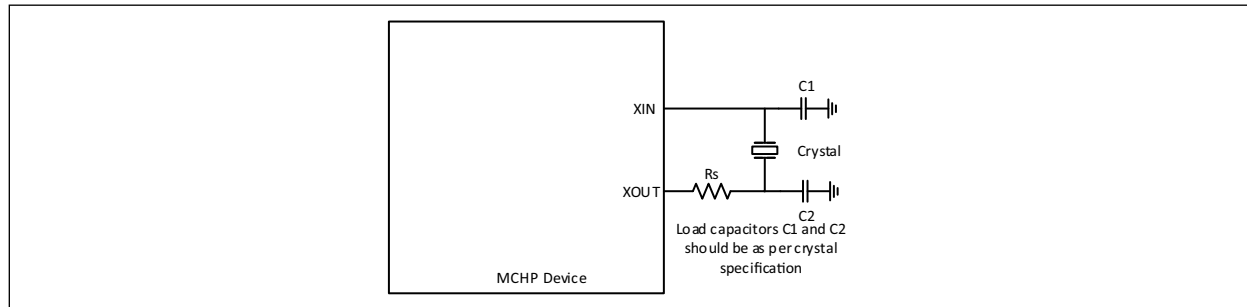 C1
XIN
Crystal
Rs
XOUT
C2
Load capacitors C1 and C2
should be as per crystal
specification
MCHP Device